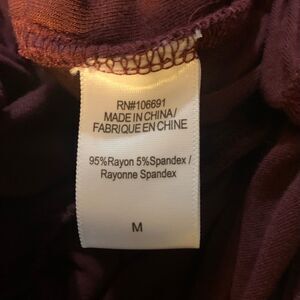 RN#106691
MADE IN CHINA/
FABRIQUE EN CHINE
95%Rayon 5%Spandex /
Rayonne Spandex
M